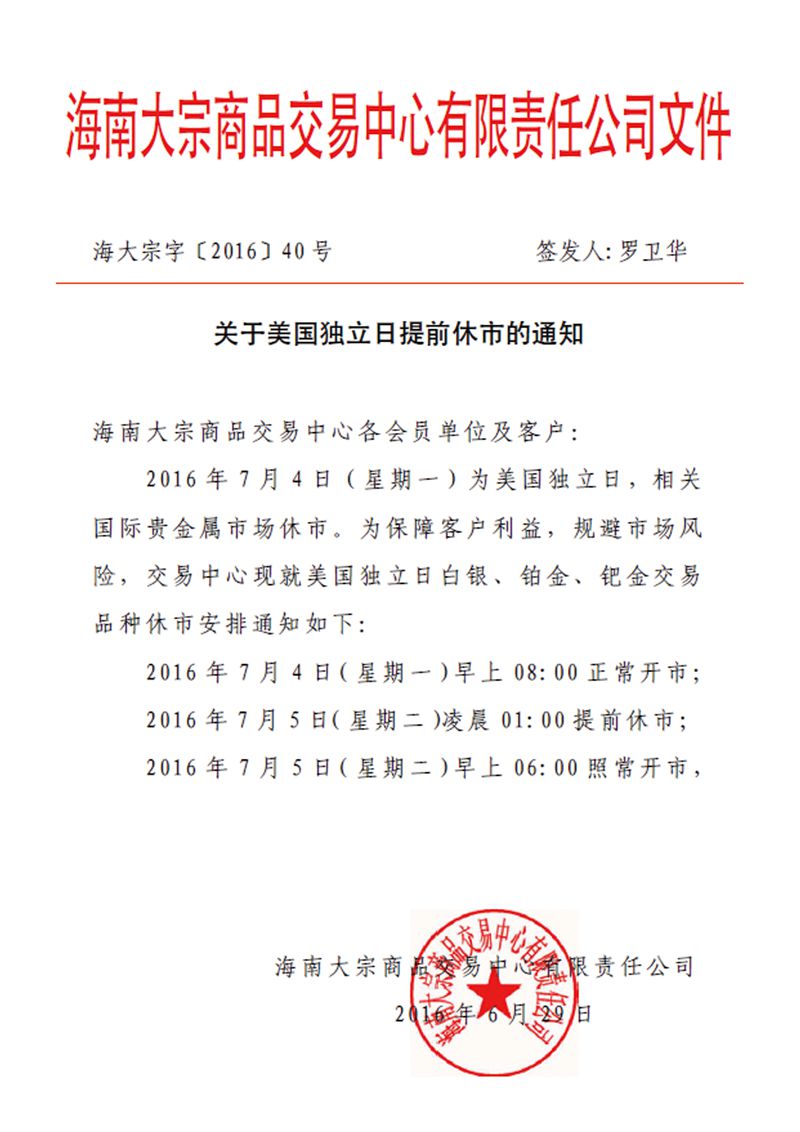 海南大宗商品交易中心有限责任公司文件
海大宗字〔2016〕40号 签发人:罗卫华
关于美国独立日提前休市的通知
海南大宗商品交易中心各会员单位及客户:
2016年7月4日(星期一)为美国独立日,相关
国际贵金属市场休市。为保障客户利益,规避市场风
险,交易中心现就美国独立日白银、铂金、钯金交易
品种休市安排通知如下:
2016年7月4日(星期一)早上08:00正常开市;
2016年7月5日(星期二)凌晨01:00提前休市;
2016年7月5日(星期二)早上06:00照常开市,
海南大宗商品交易中心有限责任公司
海南大宗商品交易中心有限责任公司
2016年6月29日